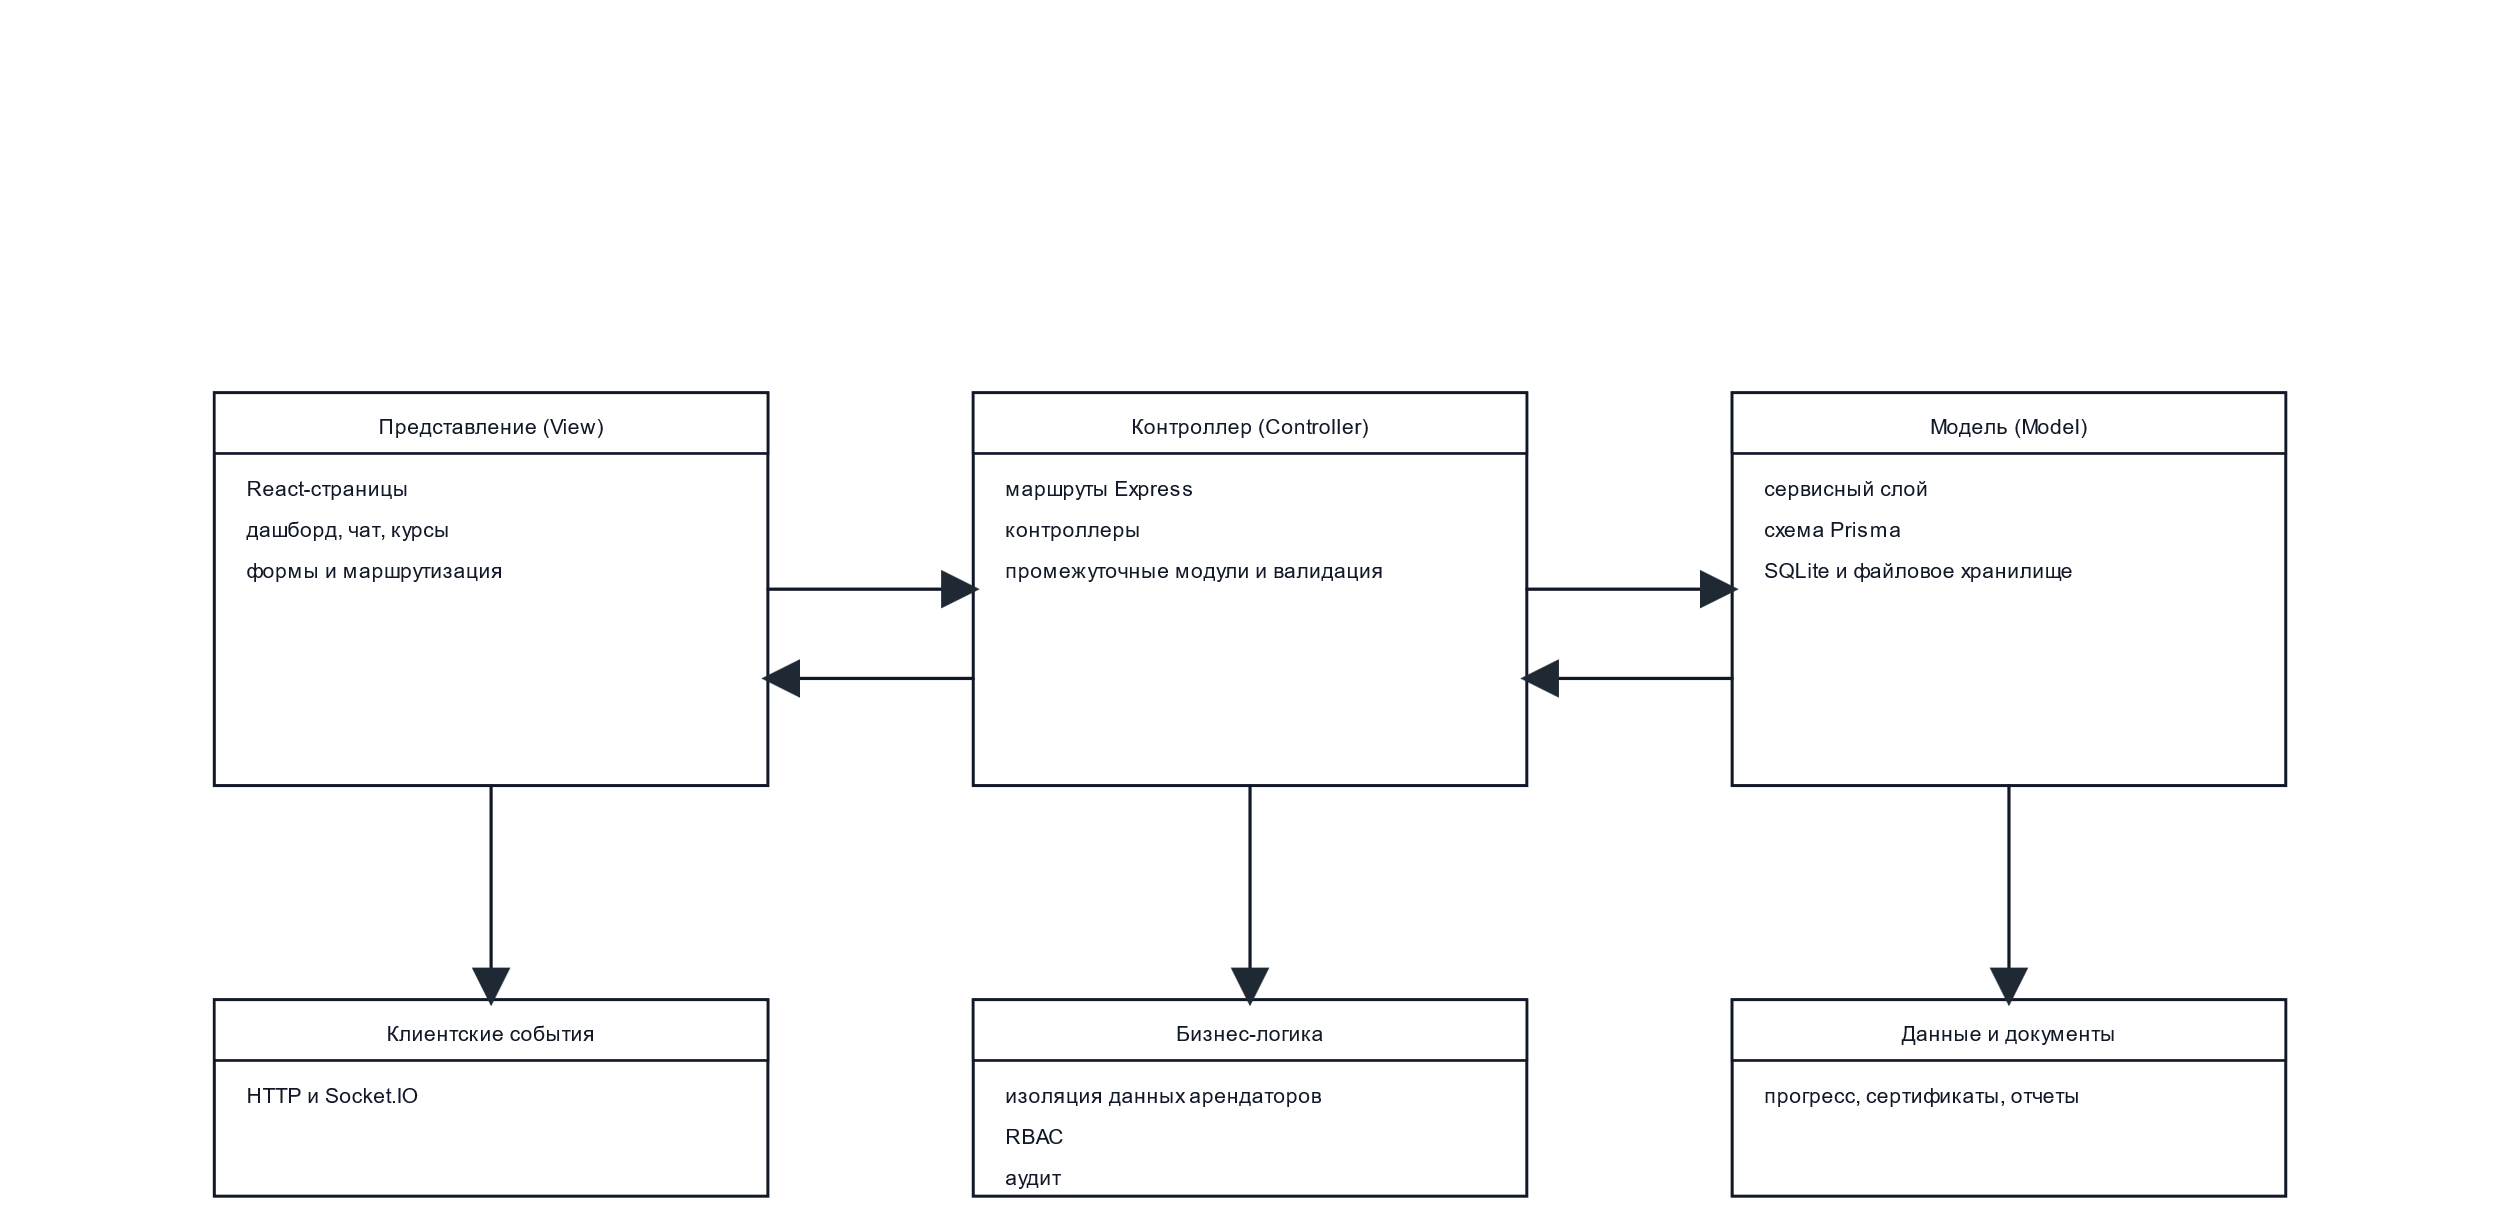 Представление (View)
React-страницы
дашборд, чат, курсы
формы и маршрутизация
Контроллер (Controller)
маршруты Express
контроллеры
промежуточные модули и валидация
Модель (Model)
сервисный слой
схема Prisma
SQLite и файловое хранилище
Клиентские события
HTTP и Socket.IO
Бизнес-логика
изоляция данных арендаторов
RBAC
аудит
Данные и документы
прогресс, сертификаты, отчеты